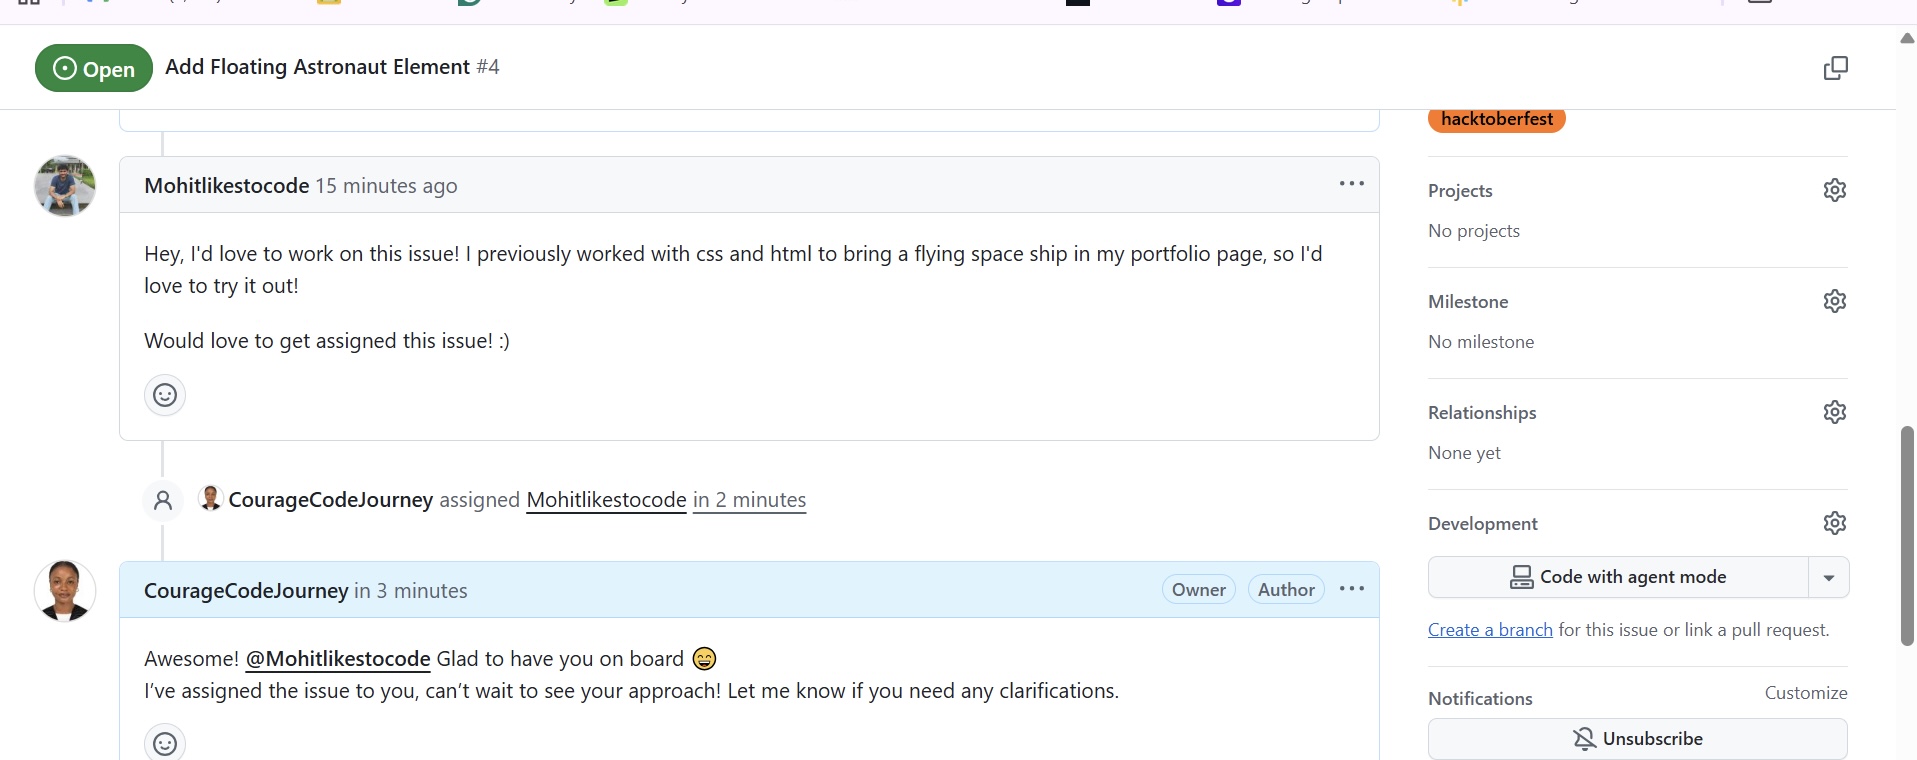 Open
Add Floating Astronaut Element #4
hacktoberfest
Mohitlikestocode 15 minutes ago
Hey, I'd love to work on this issue! I previously worked with css and html to bring a flying space ship in my portfolio page, so I'd
love to try it out!
Would love to get assigned this issue! :)
CourageCodeJourney assigned Mohitlikestocode in 2 minutes
CourageCodeJourney in 3 minutes
Owner
Author
Awesome! @Mohitlikestocode Glad to have you on board 😄
I’ve assigned the issue to you, can’t wait to see your approach! Let me know if you need any clarifications.
Projects
No projects
Milestone
No milestone
Relationships
None yet
Development
Code with agent mode
Create a branch for this issue or link a pull request.
Notifications
Customize
Unsubscribe